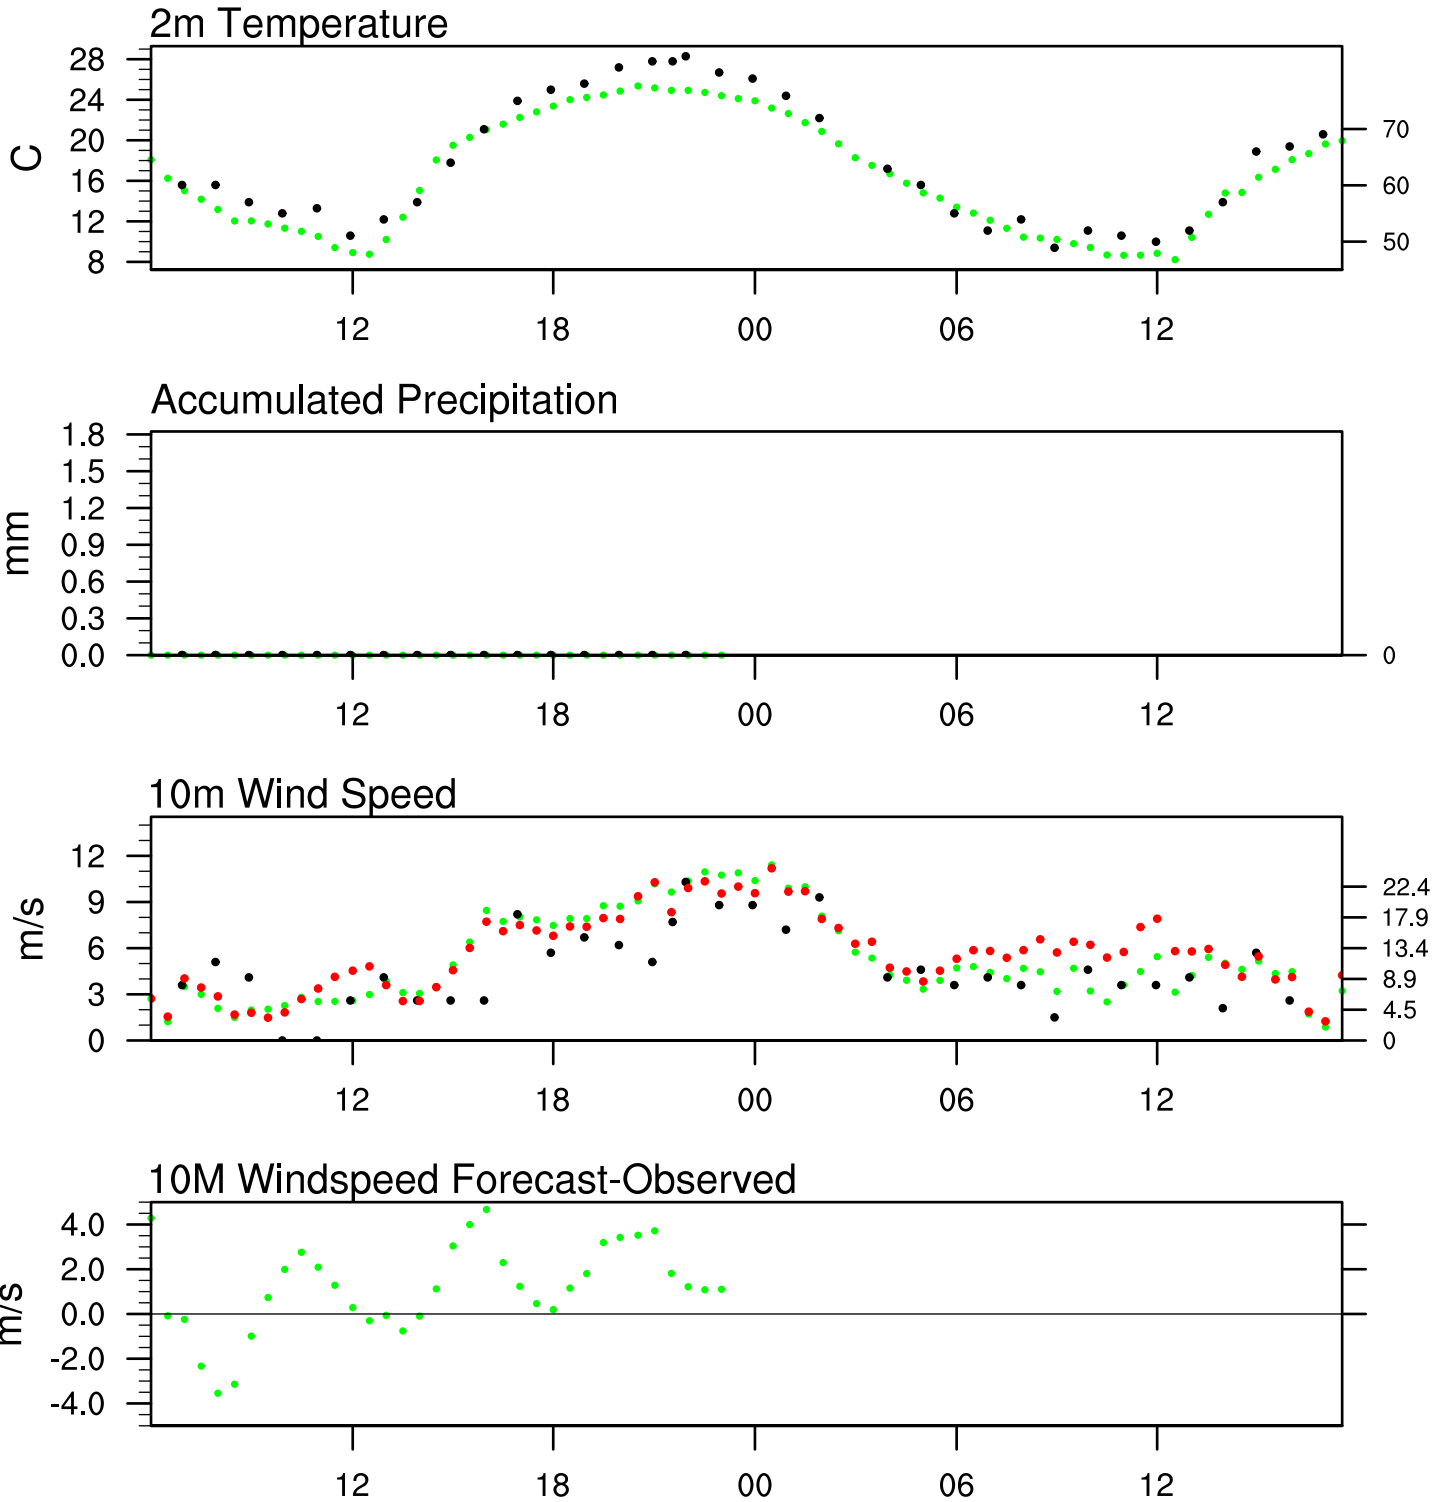 2m Temperature
28
24
20
16
12
8
C
70
60
50
12 18 00 06 12
Accumulated Precipitation
1.8
1.5
1.2
0.9
0.6
0.3
0.0
mm
0
12 18 00 06 12
10m Wind Speed
12
9
6
3
0
m/s
22.4
17.9
13.4
8.9
4.5
0
12 18 00 06 12
10M Windspeed Forecast-Observed
4.0
2.0
0.0
-2.0
-4.0
m/s
12 18 00 06 12